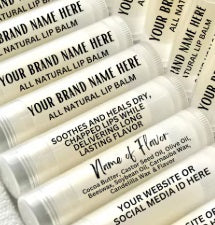 YOUR BRAND NAME HERE
ALL NATURAL LIP BALM
YOUR BRAND NAME HERE
ALL NATURAL LIP BALM
YOUR BRAND NAME HERE
ALL NATURAL LIP BALM
SOOTHES AND HEALS DRY,
CHAPPED LIPS WHILE
DELIVERING LONG
LASTING FLAVOR
Name of Flavor
Cocoa Butter, Castor Seed Oil, Olive Oil,
Beeswax, Soybean Oil, Carnauba Wax,
Candelilla Wax & Flavor
YOUR WEBSITE OR
SOCIAL MEDIA ID HERE
YOUR BRAND
ALL NATURAL